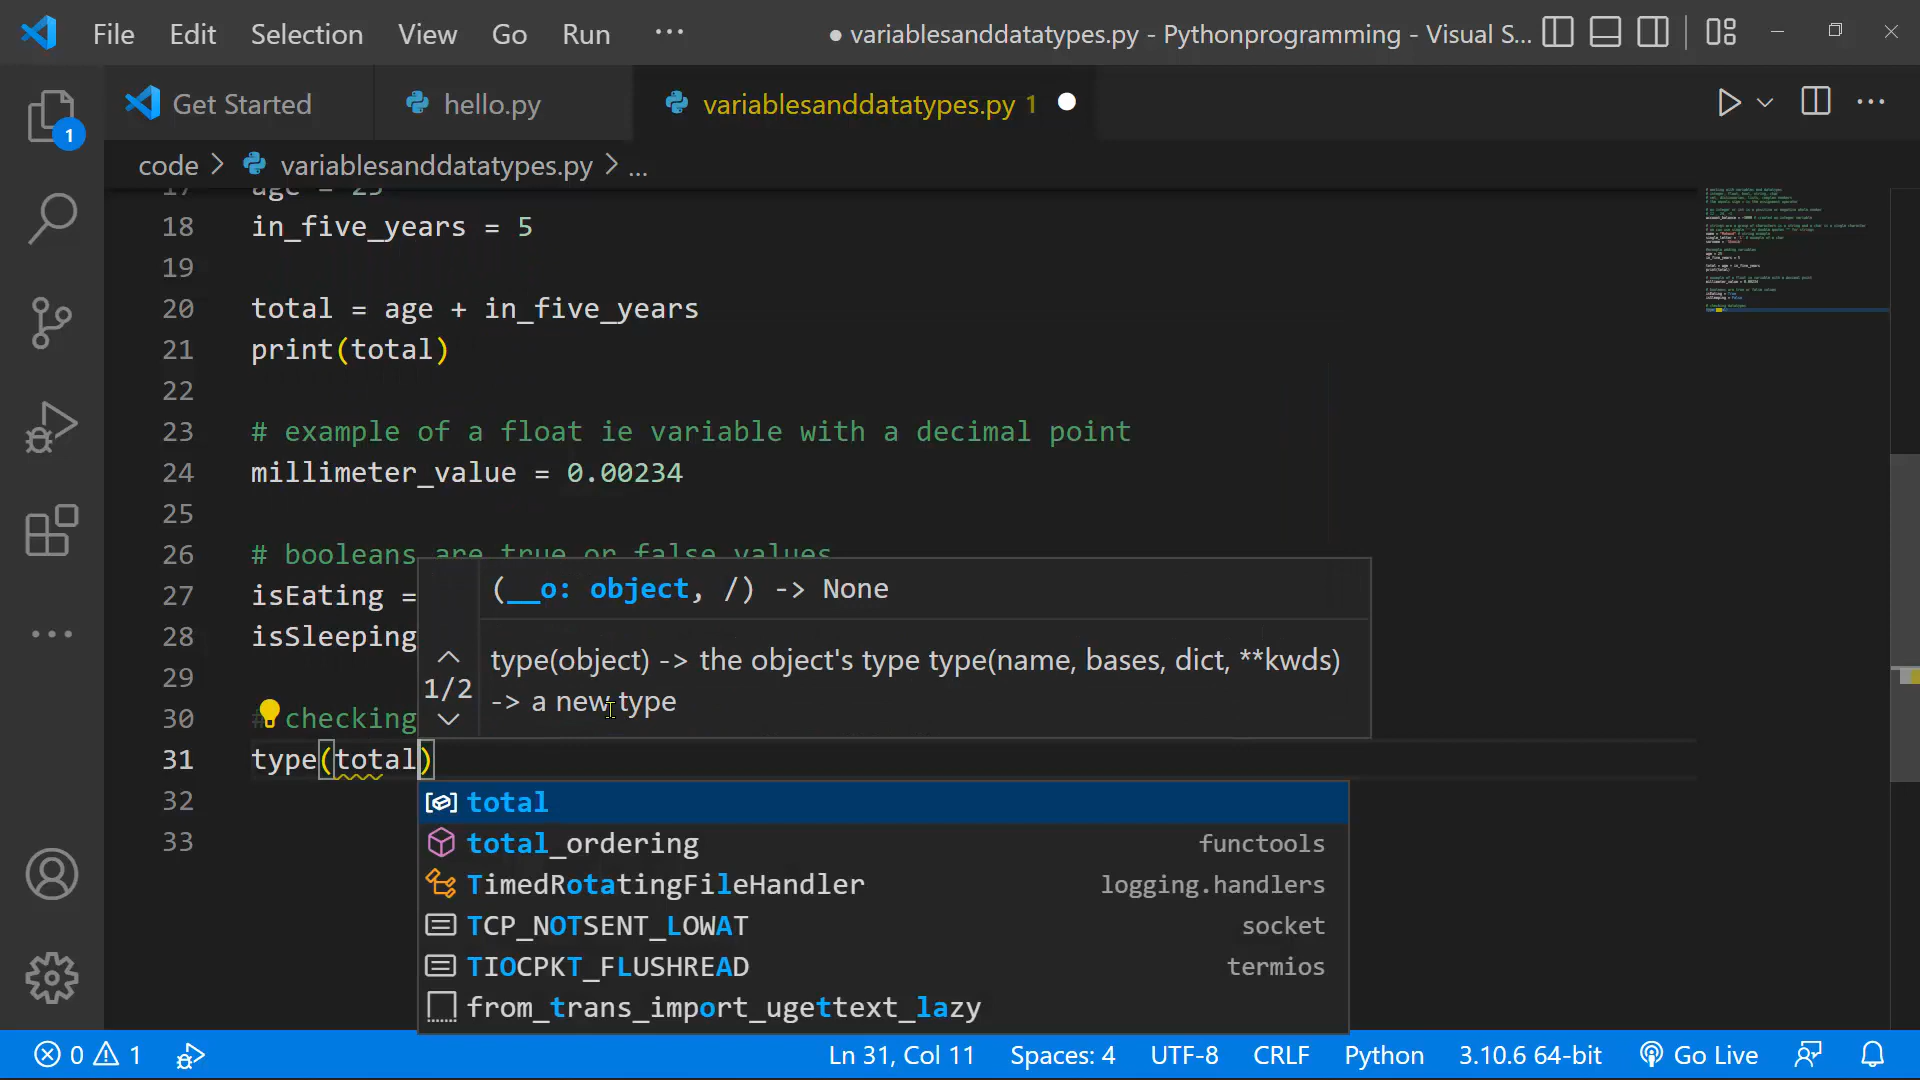 File Edit Selection View Go Run ...
● variablesanddatatypes.py - Pythonprogramming - Visual S...
Get Started
hello.py
variablesanddatatypes.py 1
code > variablesanddatatypes.py > ...
1
17 age = 25
18 in_five_years = 5
19
20 total = age + in_five_years
21 print(total)
22
23 # example of a float ie variable with a decimal point
24 millimeter_value = 0.00234
25
26 # booleans are true or false values
27 isEating =
28 isSleeping
29
30 # checking
31 type(total)
32
33
(__o: object, /) -> None
1/2
type(object) -> the object's type type(name, bases, dict, **kwds)
-> a new type
total
total_ordering functools
TimedRotatingFileHandler logging.handlers
TCP_NOTSENT_LOWAT socket
TIOCPKT_FLUSHREAD termios
from_trans_import_ugettext_lazy
0 1
Ln 31, Col 11 Spaces: 4 UTF-8 CRLF Python 3.10.6 64-bit Go Live